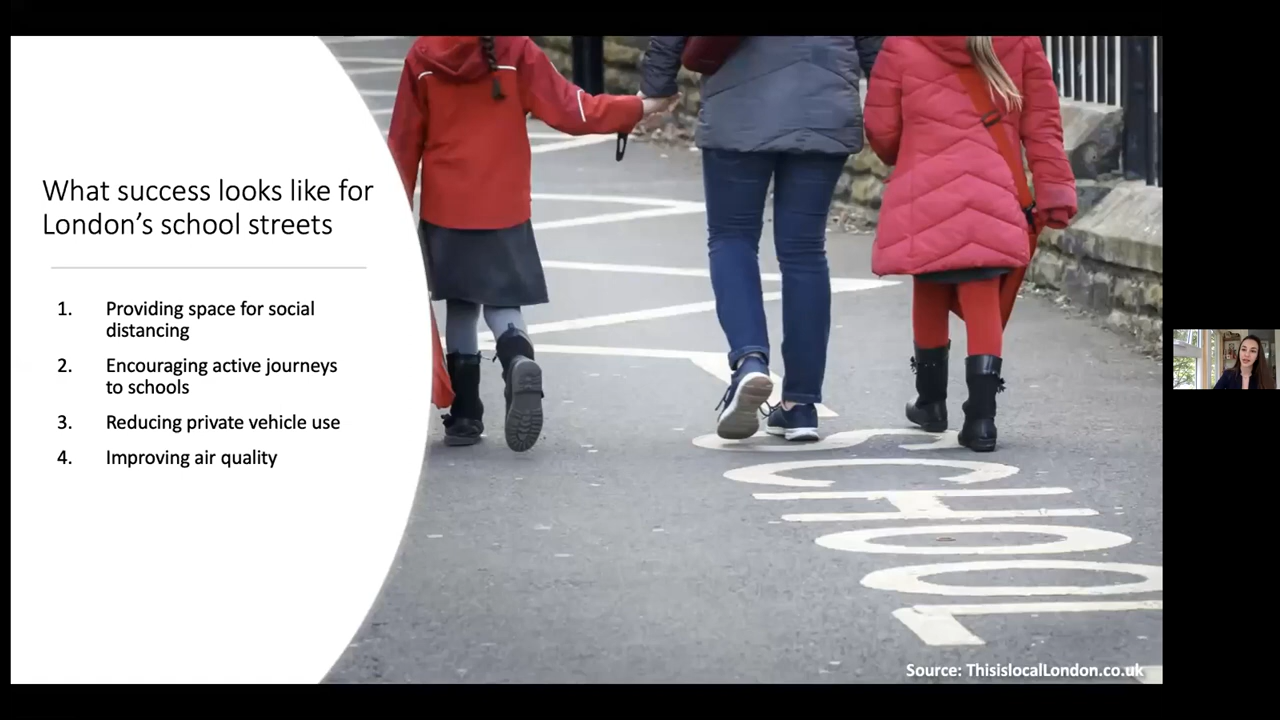 What success looks like for
London's school streets
1. Providing space for social
distancing
2. Encouraging active journeys
to schools
3. Reducing private vehicle use
4. Improving air quality
SCHOOL
Source: ThisislocalLondon.co.uk